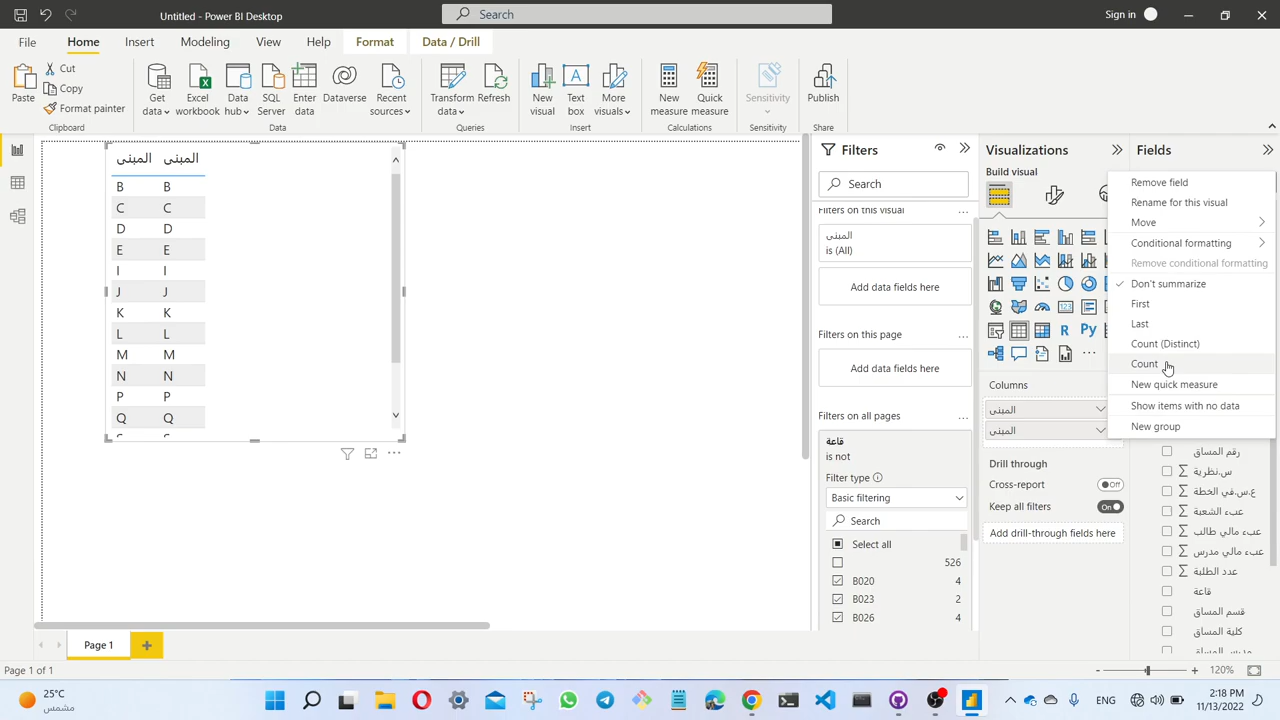 Untitled - Power BI Desktop
Search
Sign in
File
Home
Insert
Modeling
View
Help
Format
Data / Drill
Paste
Cut
Copy
Format painter
Clipboard
Get data
Excel workbook
Data hub
SQL Server
Enter data
Dataverse
Recent sources
Data
Transform data
Refresh
Queries
New visual
Text box
More visuals
Insert
New measure
Quick measure
Calculations
Sensitivity
Sensitivity
Publish
Share
المبنى المبنى
B B
C C
D D
E E
I I
J J
K K
L L
M M
N N
P P
Q Q
S S
Filters
Search
Filters on this visual
المبنى
is (All)
Add data fields here
Filters on this page
Add data fields here
Filters on all pages
قاعة
is not
Filter type
Basic filtering
Search
Select all
526
B020 4
B023 2
B026 4
Visualizations
Build visual
R
Py
Columns
المبنى
المبنى
Drill through
Cross-report
Off
Keep all filters
On
Add drill-through fields here
Fields
Remove field
Rename for this visual
Move
Conditional formatting
Remove conditional formatting
Don't summarize
First
Last
Count (Distinct)
Count
New quick measure
Show items with no data
New group
رقم المساق
س.نظرية
ع.س.في الخطة
عبء الشعبة
عبء مالي طالب
عبء مالي مدرس
عدد الطلبة
قاعة
قسم المساق
كلية المساق
مدرس المساق
Page 1
Page 1 of 1
120%
25°C
مشمس
ENG
2:18 PM
11/13/2022